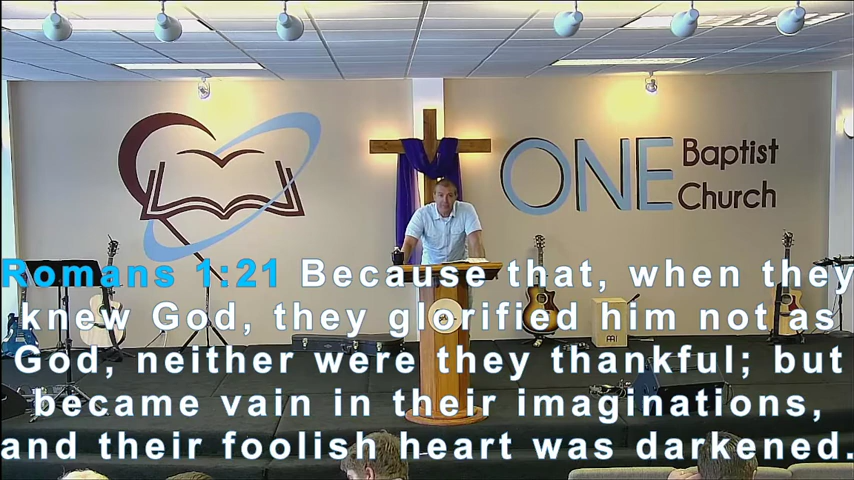 ONE Baptist
Church
Romans 1:21 Because that, when they
knew God, they glorified him not as
God, neither were they thankful; but
became vain in their imaginations,
and their foolish heart was darkened.